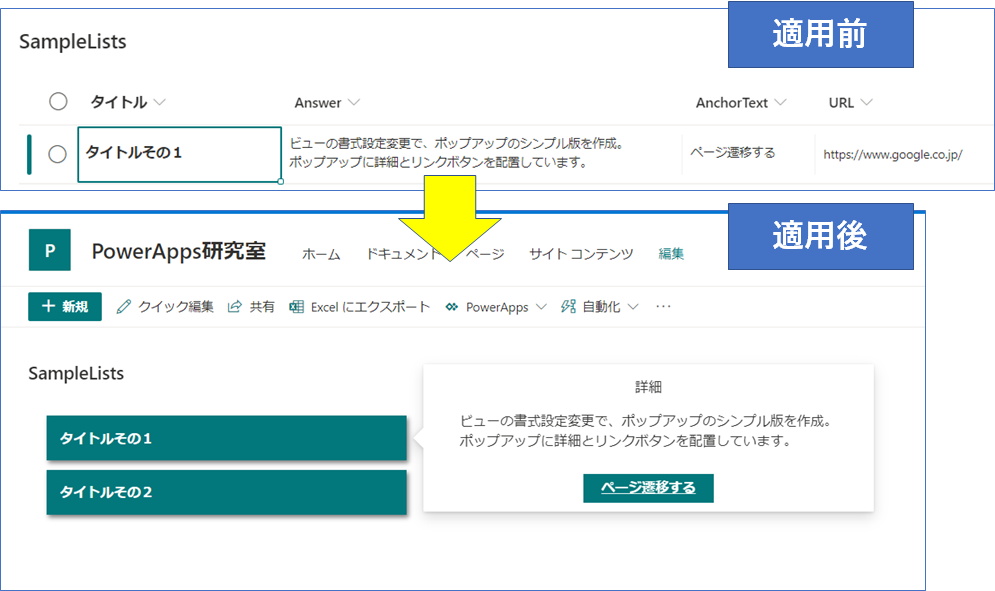 適用前
SampleLists
タイトル Answer AnchorText URL
タイトルその1 ビューの書式設定変更で、ポップアップのシンプル版を作成。 ページ遷移する https://www.google.co.jp/
ポップアップに詳細とリンクボタンを配置しています。
適用後
P PowerApps研究室 ホーム ドキュメント ページ サイト コンテンツ 編集
新規 クイック編集 共有 Excel にエクスポート PowerApps 自動化 ···
SampleLists
詳細
ビューの書式設定変更で、ポップアップのシンプル版を作成。
ポップアップに詳細とリンクボタンを配置しています。
ページ遷移する
タイトルその1
タイトルその2